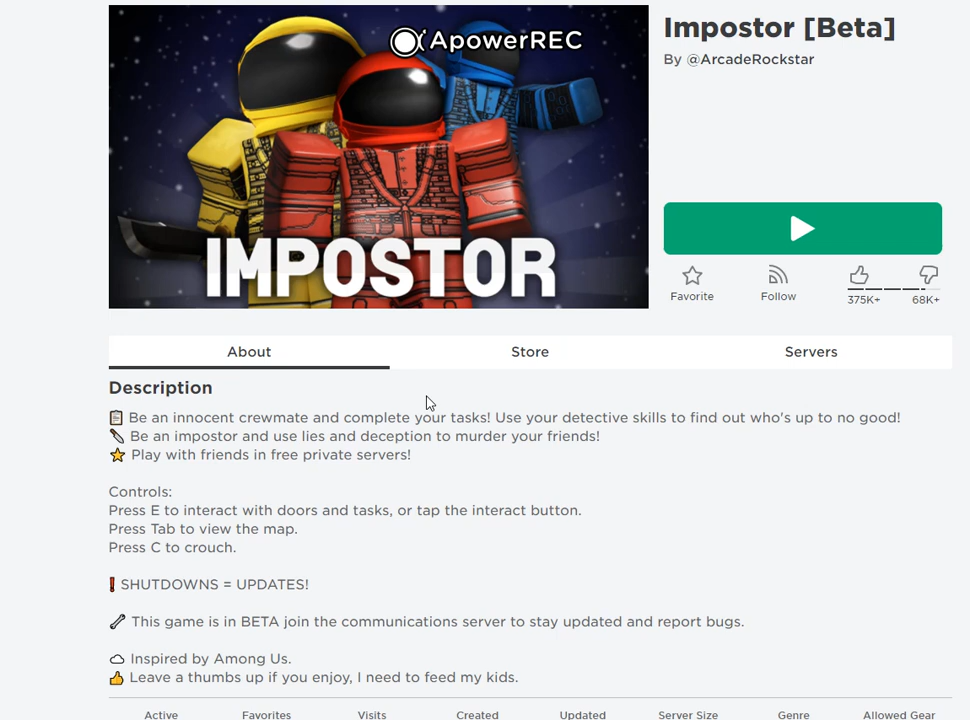 ApowerREC
IMPOSTOR
Impostor [Beta]
By @ArcadeRockstar
Favorite
Follow
375K+
68K+
About
Store
Servers
Description
Be an innocent crewmate and complete your tasks! Use your detective skills to find out who's up to no good!
Be an impostor and use lies and deception to murder your friends!
Play with friends in free private servers!
Controls:
Press E to interact with doors and tasks, or tap the interact button.
Press Tab to view the map.
Press C to crouch.
❗ SHUTDOWNS = UPDATES!
This game is in BETA join the communications server to stay updated and report bugs.
Inspired by Among Us.
Leave a thumbs up if you enjoy, I need to feed my kids.
Active
Favorites
Visits
Created
Updated
Server Size
Genre
Allowed Gear